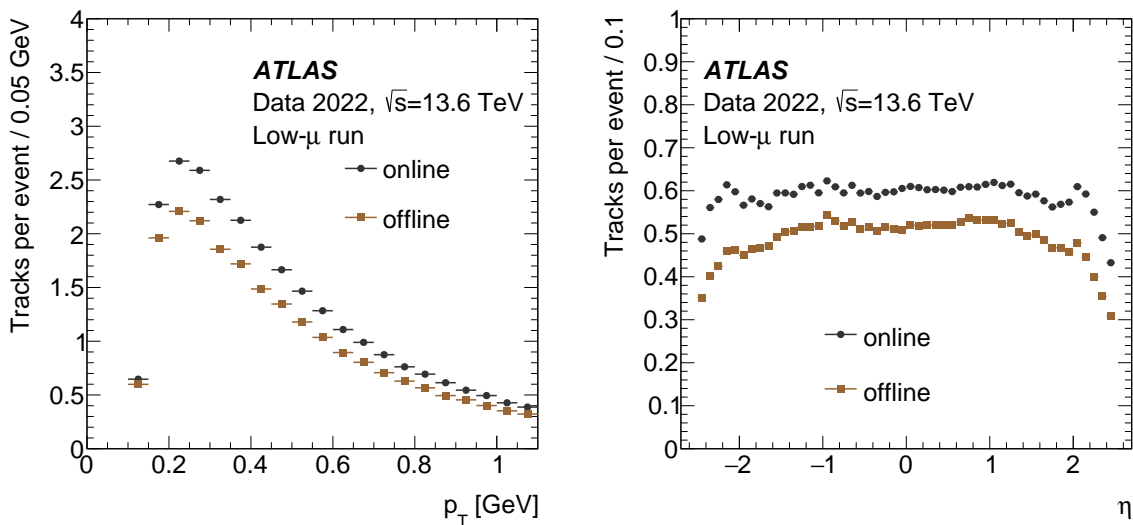 Tracks per event / 0.05 GeV
4
3.5
3
2.5
2
1.5
1
0.5
0
ATLAS
Data 2022, √s=13.6 TeV
Low-μ run
online
offline
0 0.2 0.4 0.6 0.8 1
p_T [GeV]
Tracks per event / 0.1
1
0.9
0.8
0.7
0.6
0.5
0.4
0.3
0.2
0.1
0
ATLAS
Data 2022, √s=13.6 TeV
Low-μ run
online
offline
−2 −1 0 1 2
η